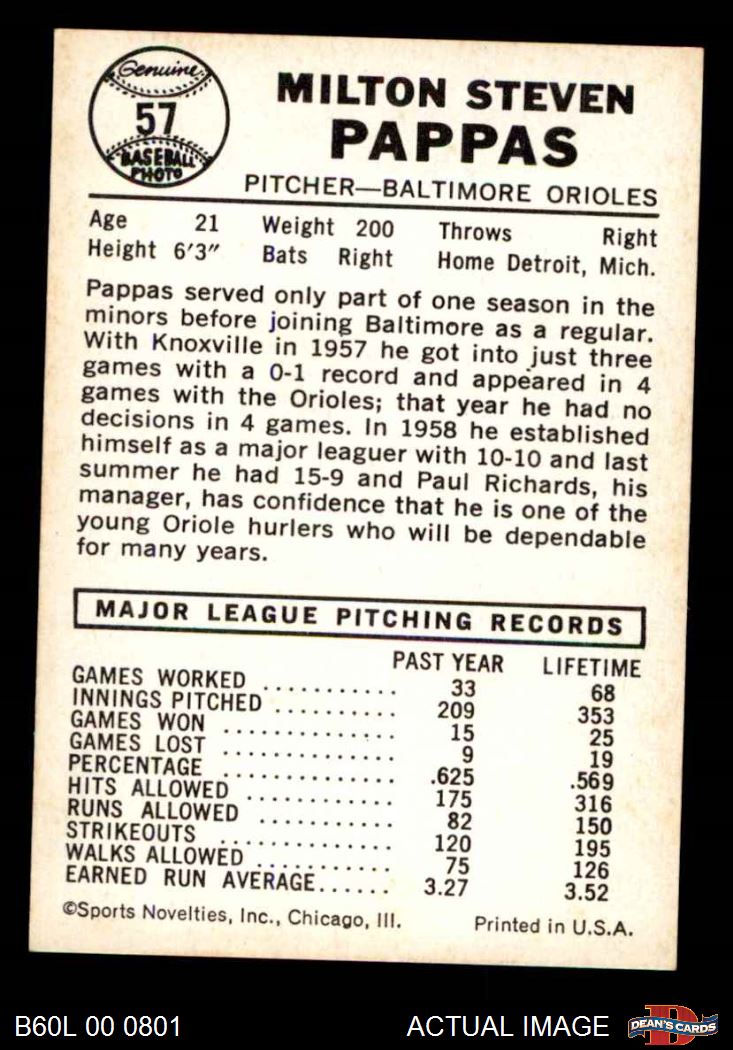 Genuine
57
BASEBALL
PHOTO
MILTON STEVEN
PAPPAS
PITCHER—BALTIMORE ORIOLES
Age 21 Weight 200 Throws Right
Height 6'3" Bats Right Home Detroit, Mich.
Pappas served only part of one season in the
minors before joining Baltimore as a regular.
With Knoxville in 1957 he got into just three
games with a 0-1 record and appeared in 4
games with the Orioles; that year he had no
decisions in 4 games. In 1958 he established
himself as a major leaguer with 10-10 and last
summer he had 15-9 and Paul Richards, his
manager, has confidence that he is one of the
young Oriole hurlers who will be dependable
for many years.
MAJOR LEAGUE PITCHING RECORDS
PAST YEAR LIFETIME
GAMES WORKED .......... 33 68
INNINGS PITCHED .......... 209 353
GAMES WON .............. 15 25
GAMES LOST .............. 9 19
PERCENTAGE .............. .625 .569
HITS ALLOWED ............ 175 316
RUNS ALLOWED .......... 82 150
STRIKEOUTS .............. 120 195
WALKS ALLOWED .......... 75 126
EARNED RUN AVERAGE...... 3.27 3.52
©Sports Novelties, Inc., Chicago, Ill. Printed in U.S.A.
B60L 00 0801 ACTUAL IMAGE DEAN'S CARDS